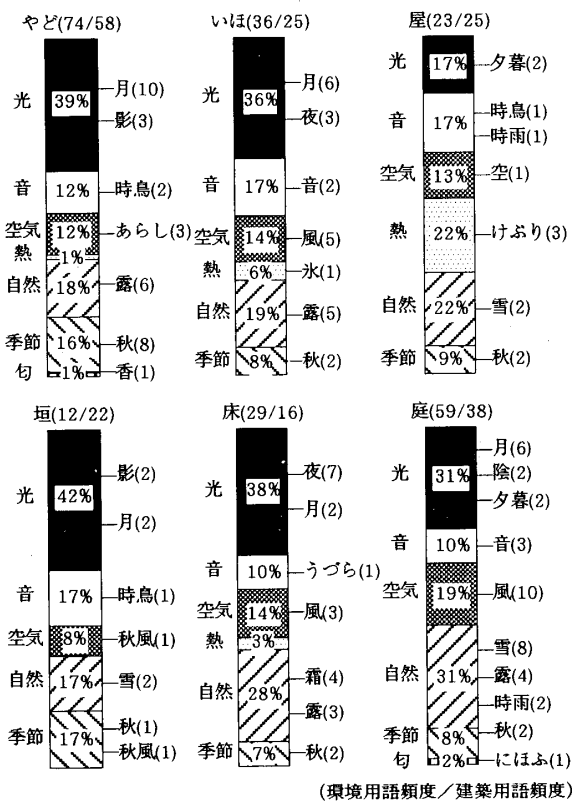 やど(74/58)
光 39% 月(10)
影(3)
音 12% 時鳥(2)
空気 12% あらし(3)
熱 1%
自然 18% 露(6)
季節 16% 秋(8)
匂 1% 香(1)
いほ(36/25)
光 36% 月(6)
夜(3)
音 17% 音(2)
空気 14% 風(5)
熱 6% 氷(1)
自然 19% 露(5)
季節 8% 秋(2)
屋(23/25)
光 17% 夕暮(2)
音 17% 時鳥(1)
時雨(1)
空気 13% 空(1)
熱 22% けぶり(3)
自然 22% 雪(2)
季節 9% 秋(2)
垣(12/22)
光 42% 影(2)
月(2)
音 17% 時鳥(1)
空気 8% 秋風(1)
自然 17% 雪(2)
季節 17% 秋(1)
秋風(1)
床(29/16)
光 38% 夜(7)
月(2)
音 10% うづら(1)
空気 14% 風(3)
熱 3%
自然 28% 霜(4)
露(3)
季節 7% 秋(2)
庭(59/38)
光 31% 月(6)
陰(2)
夕暮(2)
音 10% 音(3)
空気 19% 風(10)
自然 31% 雪(8)
露(4)
時雨(2)
季節 8% 秋(2)
匂 2% にほふ(1)
(環境用語頻度/建築用語頻度)